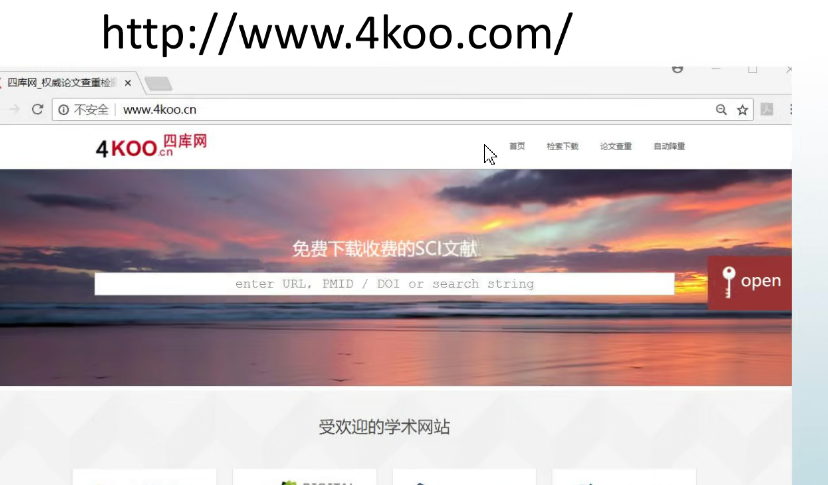 http://www.4koo.com/
四库网_权威论文查重检
不安全 www.4koo.cn
4KOO.cn 四库网
首页 检索下载 论文查重 自动降重
免费下载收费的SCI文献
enter URL, PMID / DOI or search string
open
受欢迎的学术网站